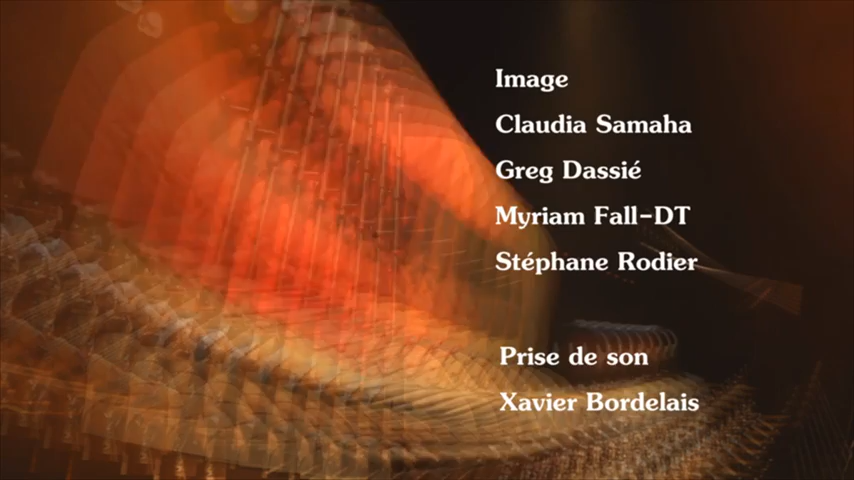 Image
Claudia Samaha
Greg Dassié
Myriam Fall-DT
Stéphane Rodier
Prise de son
Xavier Bordelais